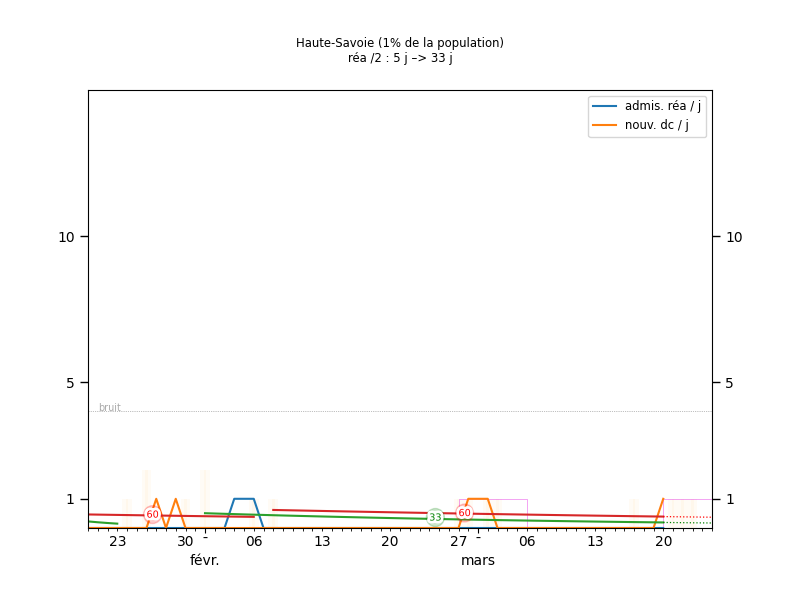 Haute-Savoie (1% de la population)
réa /2 : 5 j –> 33 j
admis. réa / j
nouv. dc / j
10 10
5 5
bruit
1 1
60 33 60
23 30 - 06 13 20 27 - 06 13 20
févr. mars